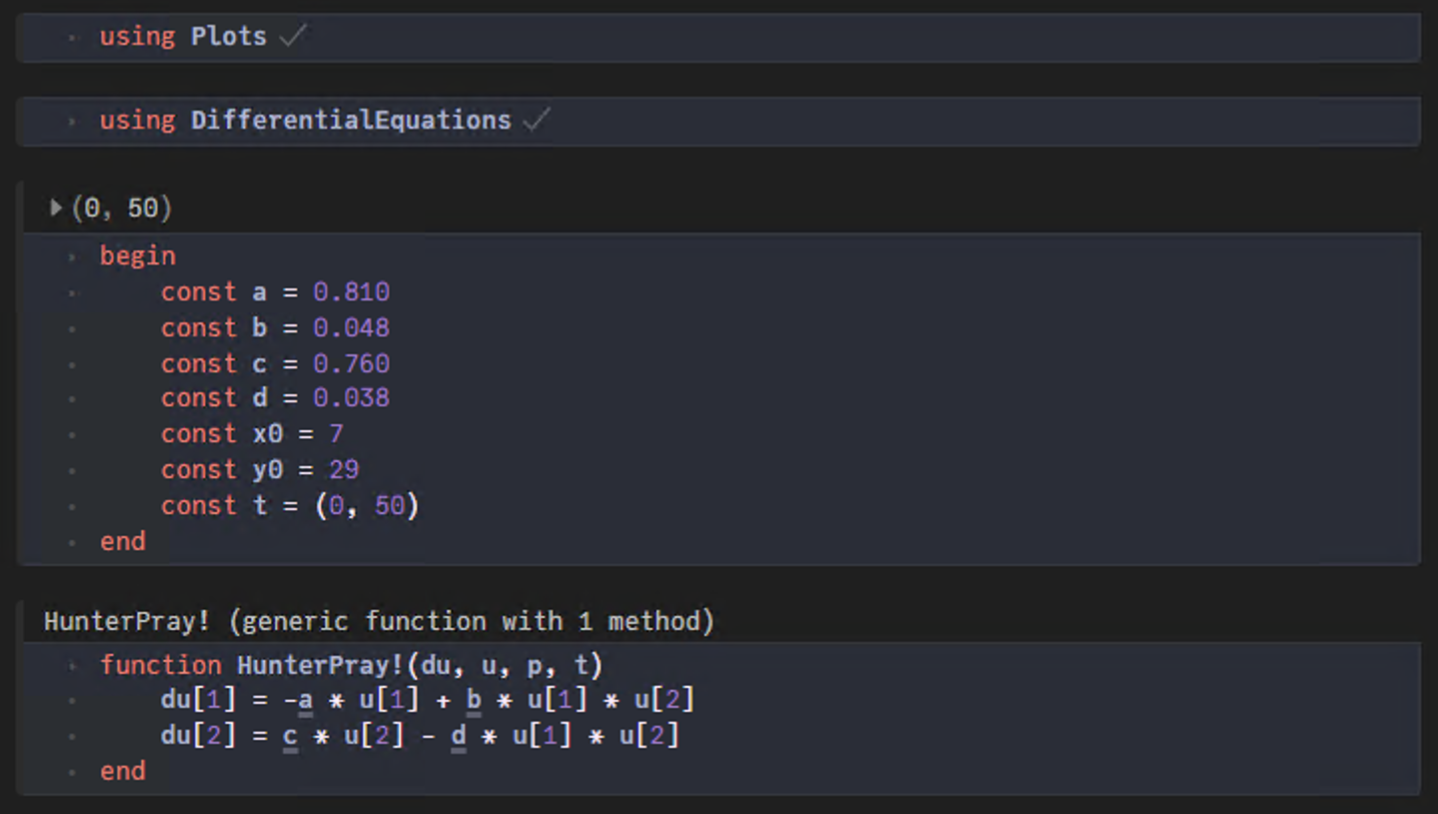 using Plots ✓
using DifferentialEquations ✓
(0, 50)
begin
    const a = 0.810
    const b = 0.048
    const c = 0.760
    const d = 0.038
    const x0 = 7
    const y0 = 29
    const t = (0, 50)
end
HunterPray! (generic function with 1 method)
function HunterPray!(du, u, p, t)
    du[1] = -a * u[1] + b * u[1] * u[2]
    du[2] = c * u[2] - d * u[1] * u[2]
end